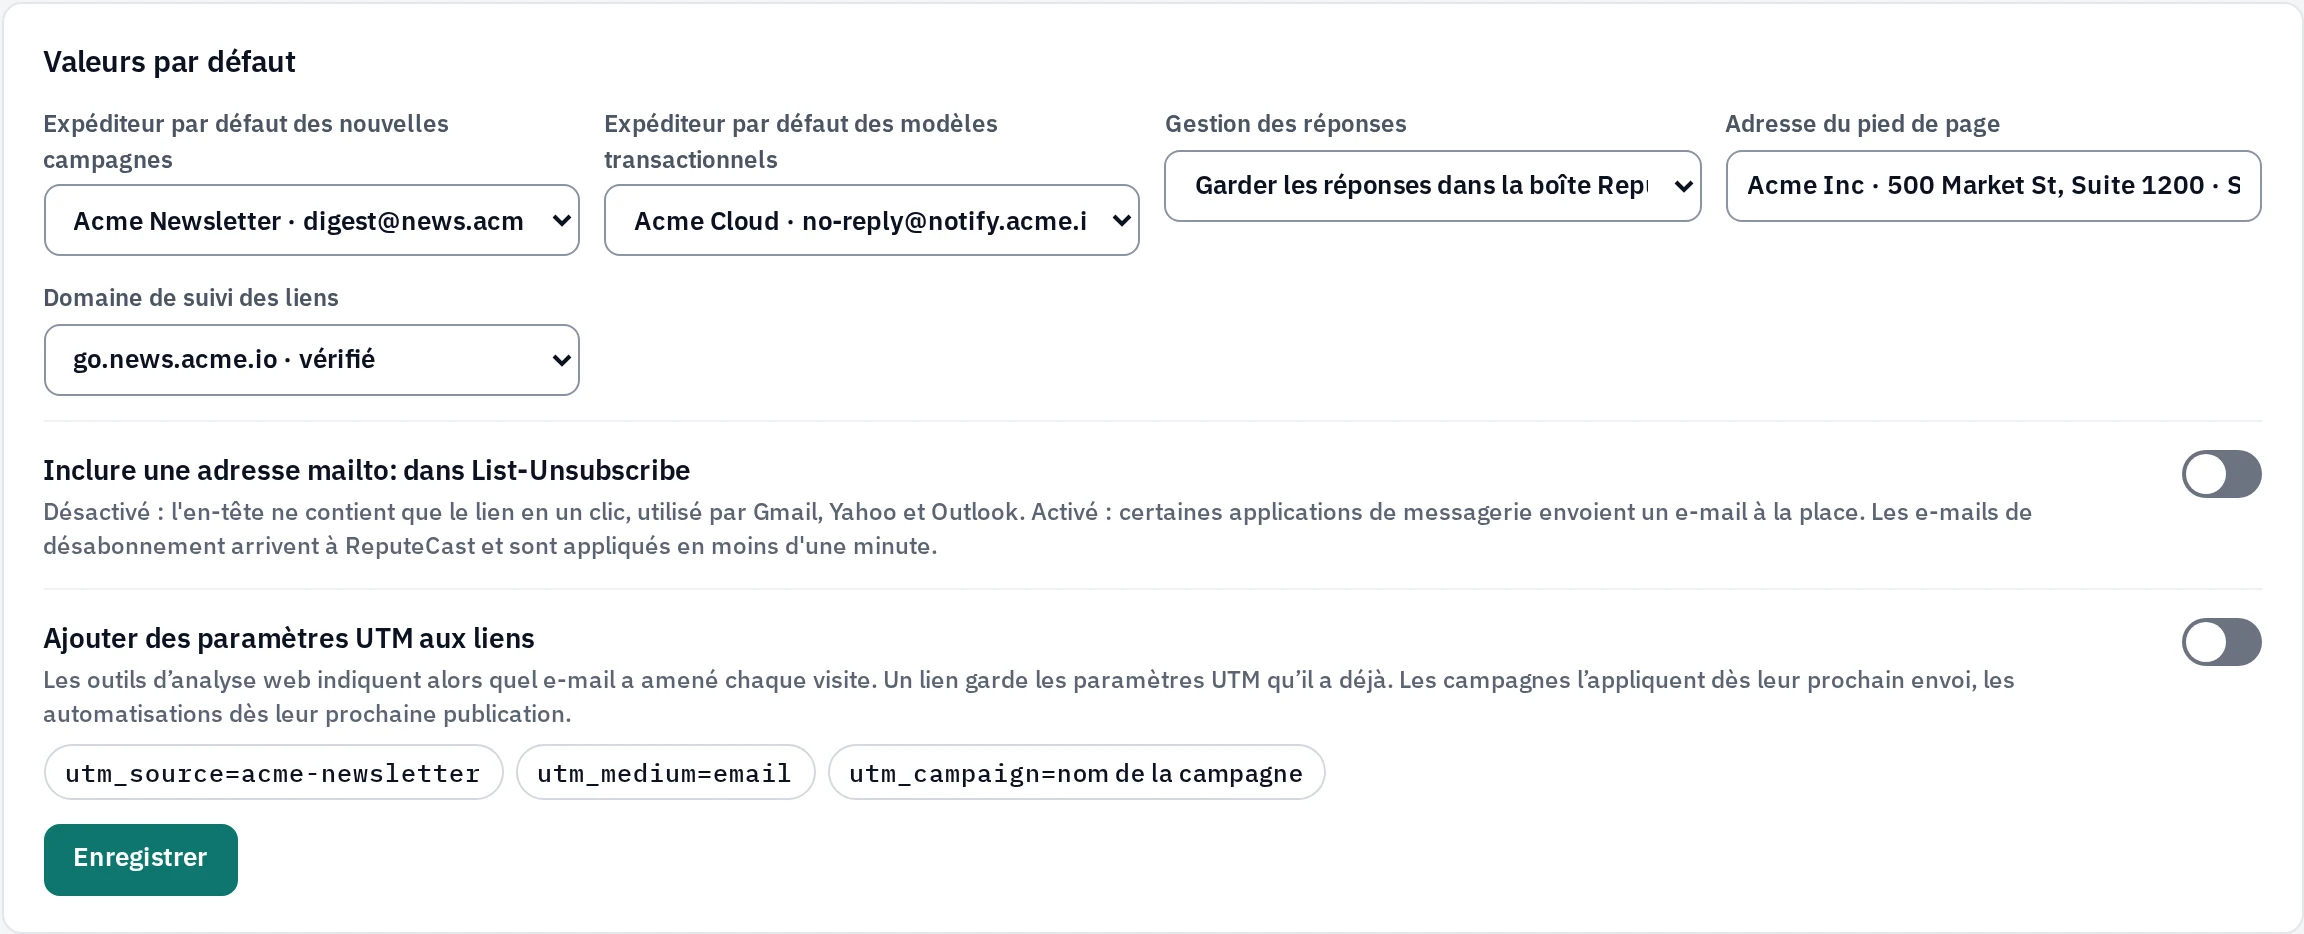 Valeurs par défaut
Expéditeur par défaut des nouvelles
campagnes
Acme Newsletter · digest@news.acm
Expéditeur par défaut des modèles
transactionnels
Acme Cloud · no-reply@notify.acme.i
Gestion des réponses
Garder les réponses dans la boîte Repu
Adresse du pied de page
Acme Inc · 500 Market St, Suite 1200 · S
Domaine de suivi des liens
go.news.acme.io · vérifié
Inclure une adresse mailto: dans List-Unsubscribe
Désactivé : l'en-tête ne contient que le lien en un clic, utilisé par Gmail, Yahoo et Outlook. Activé : certaines applications de messagerie envoient un e-mail à la place. Les e-mails de
désabonnement arrivent à ReputeCast et sont appliqués en moins d'une minute.
Ajouter des paramètres UTM aux liens
Les outils d’analyse web indiquent alors quel e-mail a amené chaque visite. Un lien garde les paramètres UTM qu’il a déjà. Les campagnes l’appliquent dès leur prochain envoi, les
automatisations dès leur prochaine publication.
utm_source=acme-newsletter
utm_medium=email
utm_campaign=nom de la campagne
Enregistrer